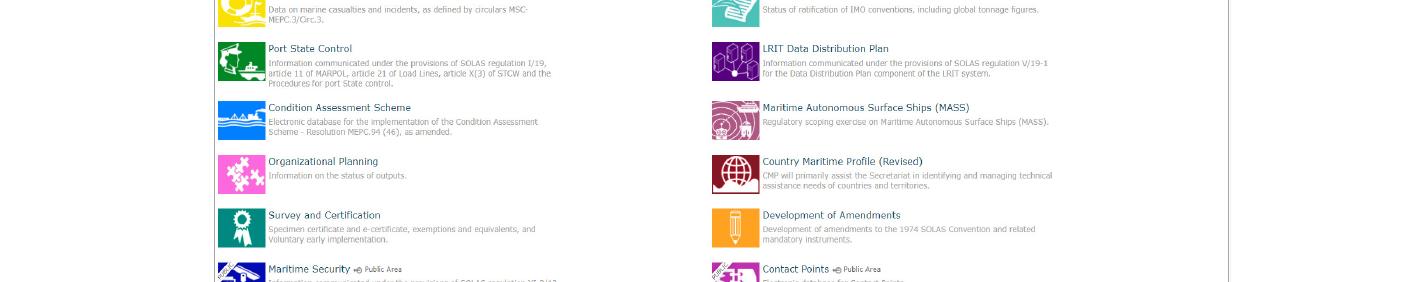 Data on marine casualties and incidents, as defined by circulars MSC-
MEPC.3/Circ.3.
Port State Control
Information communicated under the provisions of SOLAS regulation I/19,
article 11 of MARPOL, article 21 of Load Lines, article X(3) of STCW and the
Procedures for port State control.
Condition Assessment Scheme
Electronic database for the implementation of the Condition Assessment
Scheme - Resolution MEPC.94 (46), as amended.
Organizational Planning
Information on the status of outputs.
Survey and Certification
Specimen certificate and e-certificate, exemptions and equivalents, and
Voluntary early implementation.
PUBLIC
Maritime Security Public Area
Status of ratification of IMO conventions, including global tonnage figures.
LRIT Data Distribution Plan
Information communicated under the provisions of SOLAS regulation V/19-1
for the Data Distribution Plan component of the LRIT system.
Maritime Autonomous Surface Ships (MASS)
Regulatory scoping exercise on Maritime Autonomous Surface Ships (MASS).
Country Maritime Profile (Revised)
CMP will primarily assist the Secretariat in identifying and managing technical
assistance needs of countries and territories.
Development of Amendments
Development of amendments to the 1974 SOLAS Convention and related
mandatory instruments.
PUBLIC
Contact Points Public Area